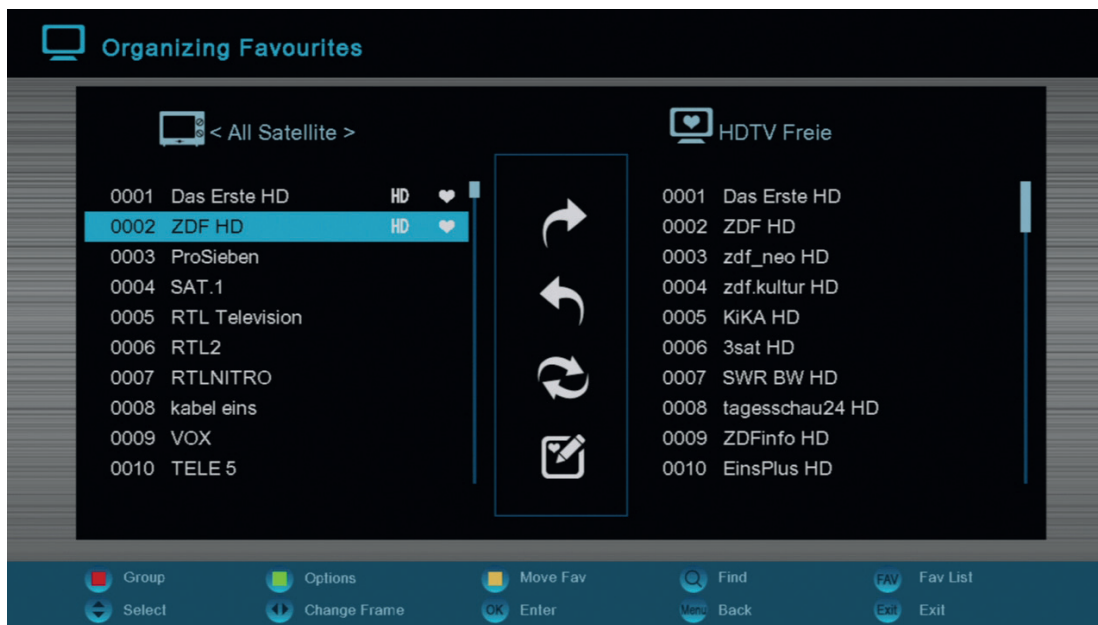 Organizing Favourites
< All Satellite >
0001 Das Erste HD HD
0002 ZDF HD HD
0003 ProSieben
0004 SAT.1
0005 RTL Television
0006 RTL2
0007 RTLNITRO
0008 kabel eins
0009 VOX
0010 TELE 5
HDTV Freie
0001 Das Erste HD
0002 ZDF HD
0003 zdf_neo HD
0004 zdf.kultur HD
0005 KiKA HD
0006 3sat HD
0007 SWR BW HD
0008 tagesschau24 HD
0009 ZDFinfo HD
0010 EinsPlus HD
Group Options Move Fav Find FAV Fav List
Select Change Frame OK Enter Menu Back Exit Exit